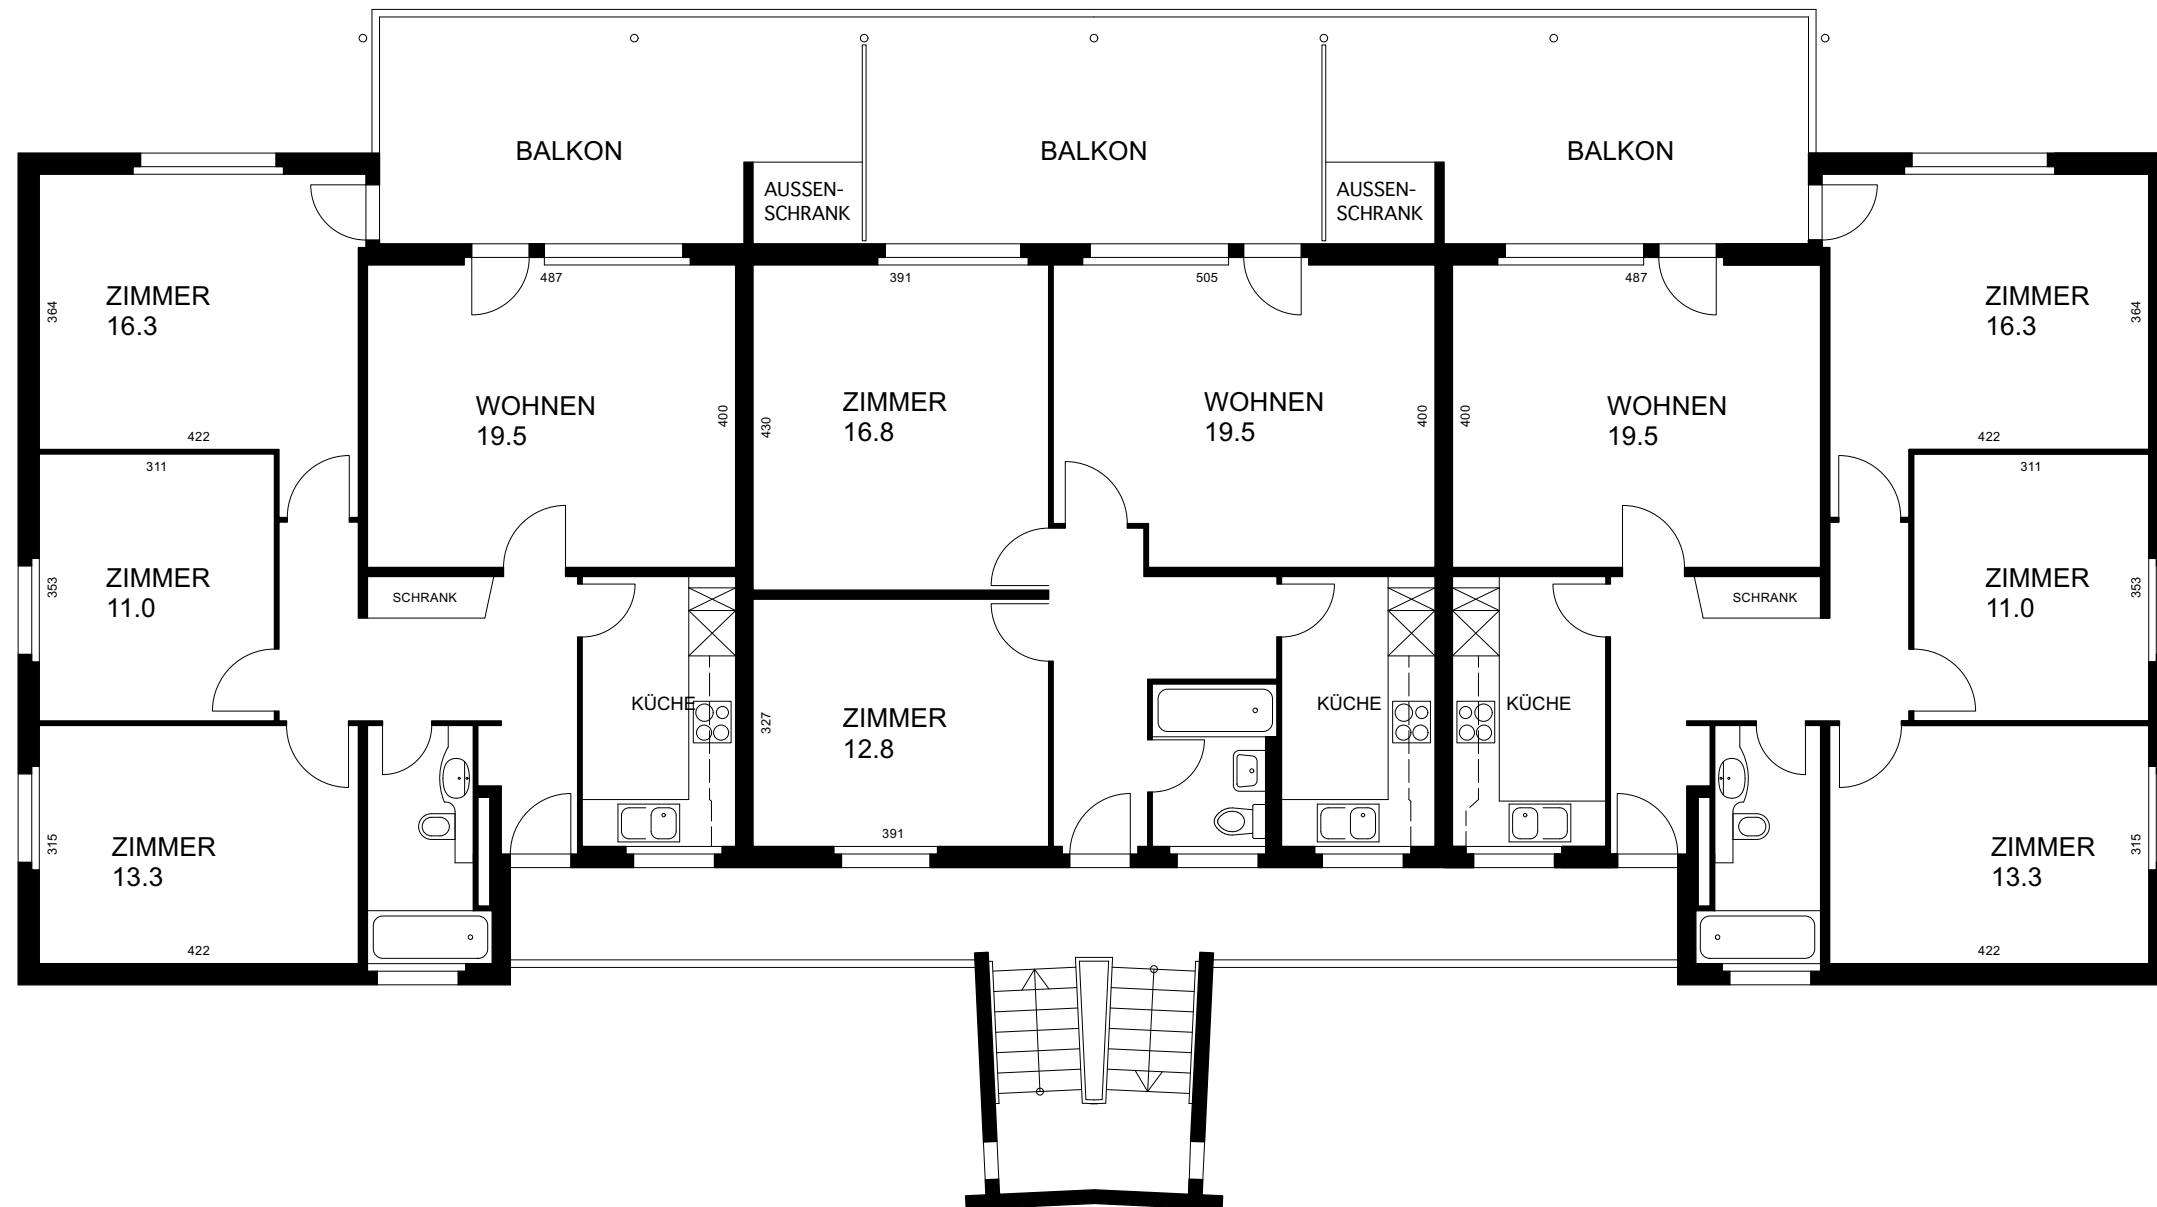 BALKON
BALKON
BALKON
AUSSEN-
SCHRANK
AUSSEN-
SCHRANK
487
391
505
487
ZIMMER
16.3
364
422
WOHNEN
19.5
400
ZIMMER
16.8
430
WOHNEN
19.5
400
400
WOHNEN
19.5
ZIMMER
16.3
364
422
311
ZIMMER
11.0
353
SCHRANK
SCHRANK
311
ZIMMER
11.0
353
KÜCHE
ZIMMER
12.8
327
391
KÜCHE
KÜCHE
ZIMMER
13.3
315
422
ZIMMER
13.3
315
422